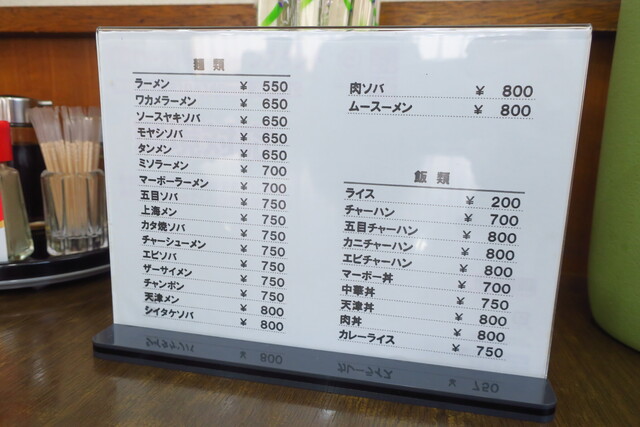 麺類
ラーメン ¥ 550
ワカメラーメン ¥ 650
ソースヤキソバ ¥ 650
モヤシソバ ¥ 650
タンメン ¥ 650
ミソラーメン ¥ 700
マーボーラーメン ¥ 700
五目ソバ ¥ 750
上海メン ¥ 750
カタ焼ソバ ¥ 750
チャーシューメン ¥ 750
エビソバ ¥ 750
ザーサイメン ¥ 750
チャンポン ¥ 750
天津メン ¥ 800
シイタケソバ ¥ 800
肉ソバ ¥ 800
ムースーメン ¥ 800
飯類
ライス ¥ 200
チャーハン ¥ 700
五目チャーハン ¥ 800
カニチャーハン ¥ 800
エビチャーハン ¥ 800
マーボ丼 ¥ 700
中華丼 ¥ 750
天津丼 ¥ 800
肉丼 ¥ 800
カレーライス ¥ 750